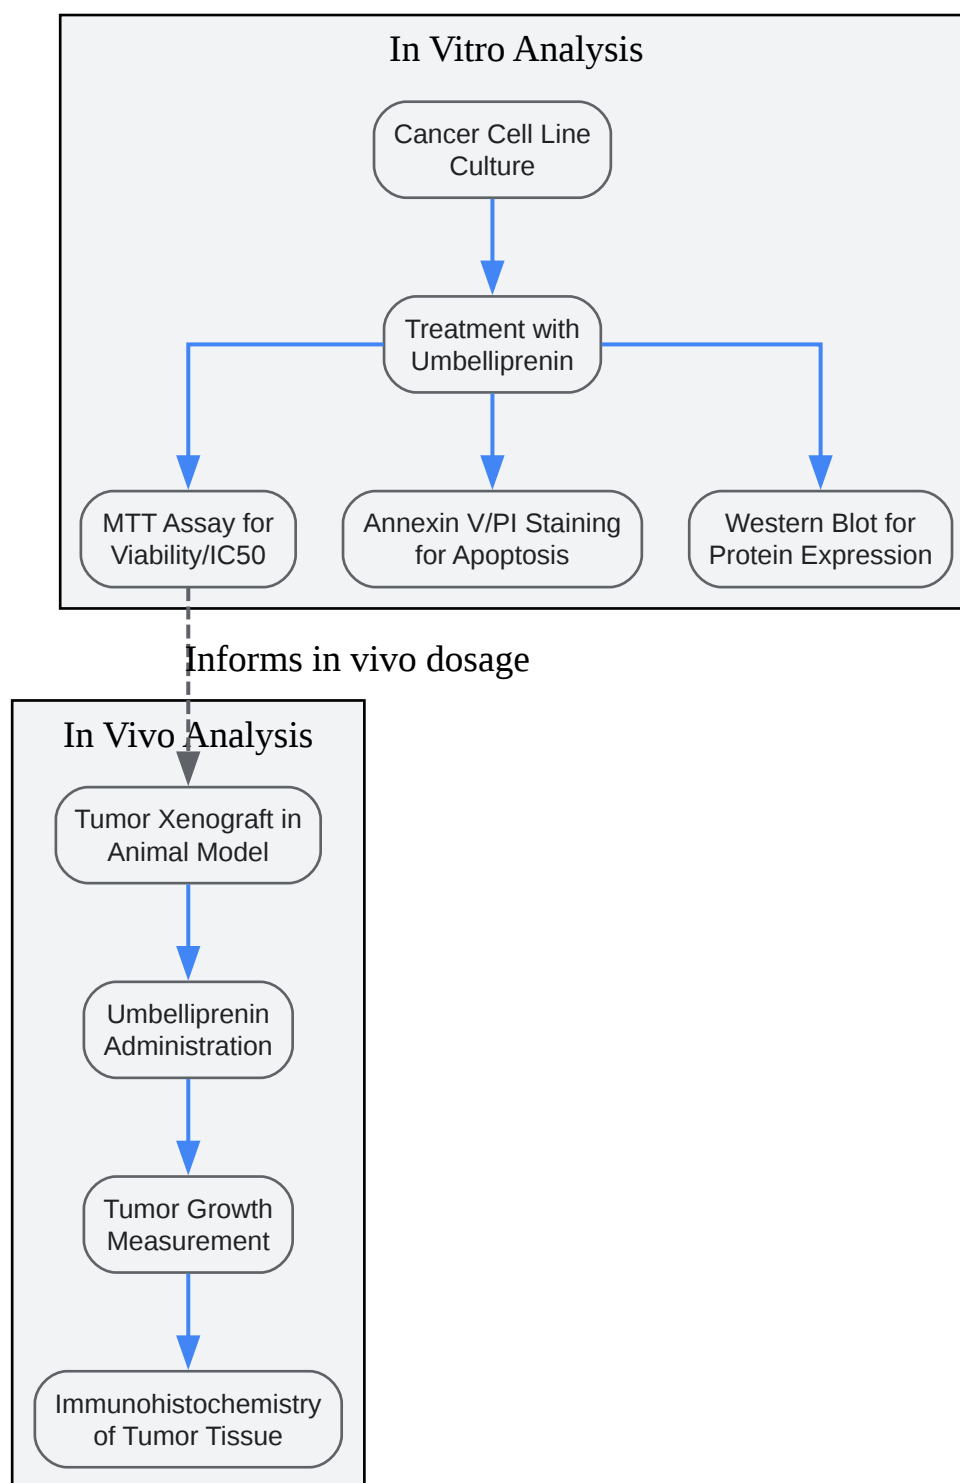 In Vitro Analysis
Cancer Cell Line
Culture
Treatment with
Umbelliprenin
MTT Assay for
Viability/IC50
Annexin V/PI Staining
for Apoptosis
Western Blot for
Protein Expression
Informs in vivo dosage
In Vivo Analysis
Tumor Xenograft in
Animal Model
Umbelliprenin
Administration
Tumor Growth
Measurement
Immunohistochemistry
of Tumor Tissue